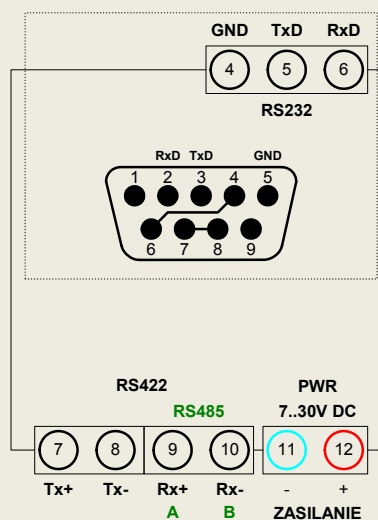 GND TxD RxD
4 5 6
RS232
RxD TxD GND
1 2 3 4 5
6 7 8 9
RS422 PWR
RS485 7..30V DC
7 8 9 10 11 12
Tx+ Tx- Rx+ Rx- - +
A B ZASILANIE